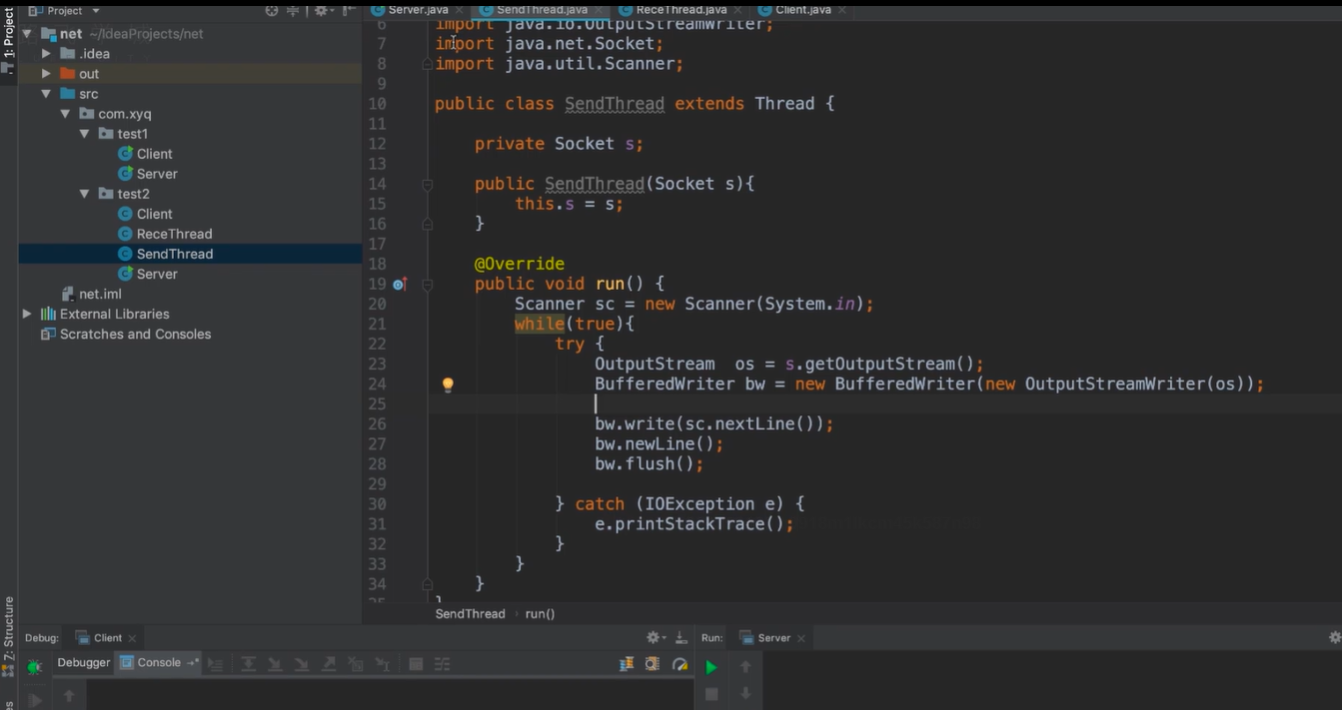 Project
Server.java
SendThread.java
ReceThread.java
Client.java
1: Project
net ~/IdeaProjects/net
.idea
out
src
com.xyq
test1
Client
Server
test2
Client
ReceThread
SendThread
Server
net.iml
External Libraries
Scratches and Consoles
6 import java.io.OutputStreamWriter;
7 import java.net.Socket;
8 import java.util.Scanner;
9
10 public class SendThread extends Thread {
11
12 private Socket s;
13
14 public SendThread(Socket s){
15 this.s = s;
16 }
17
18 @Override
19 public void run() {
20 Scanner sc = new Scanner(System.in);
21 while(true){
22 try {
23 OutputStream  os = s.getOutputStream();
24 BufferedWriter bw = new BufferedWriter(new OutputStreamWriter(os));
25
26 bw.write(sc.nextLine());
27 bw.newLine();
28 bw.flush();
29
30 } catch (IOException e) {
31 e.printStackTrace();
32 }
33 }
34 }
35 }
SendThread › run()
7: Structure
Debug: Client
Run: Server
Debugger Console